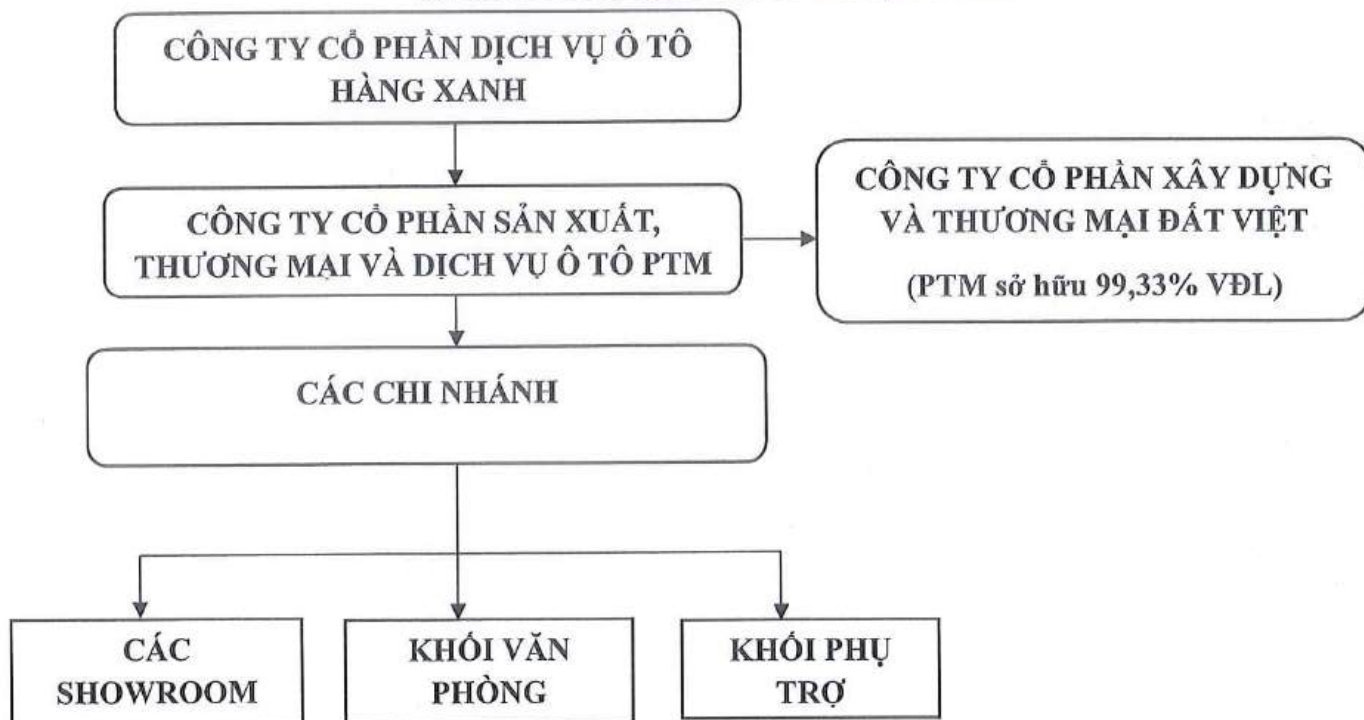 CÔNG TY CỔ PHẦN DỊCH VỤ Ô TÔ
HÀNG XANH
CÔNG TY CỔ PHẦN SẢN XUẤT,
THƯƠNG MẠI VÀ DỊCH VỤ Ô TÔ PTM
CÔNG TY CỔ PHẦN XÂY DỰNG
VÀ THƯƠNG MẠI ĐẤT VIỆT
(PTM sở hữu 99,33% VĐL)
CÁC CHI NHÁNH
CÁC
SHOWROOM
KHỐI VĂN
PHÒNG
KHỐI PHỤ
TRỢ